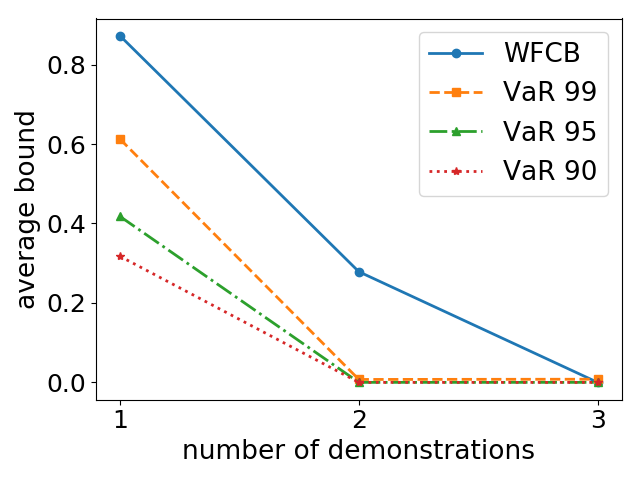 WFCB
VaR 99
VaR 95
VaR 90
average bound
0.8
0.6
0.4
0.2
0.0
1 2 3
number of demonstrations